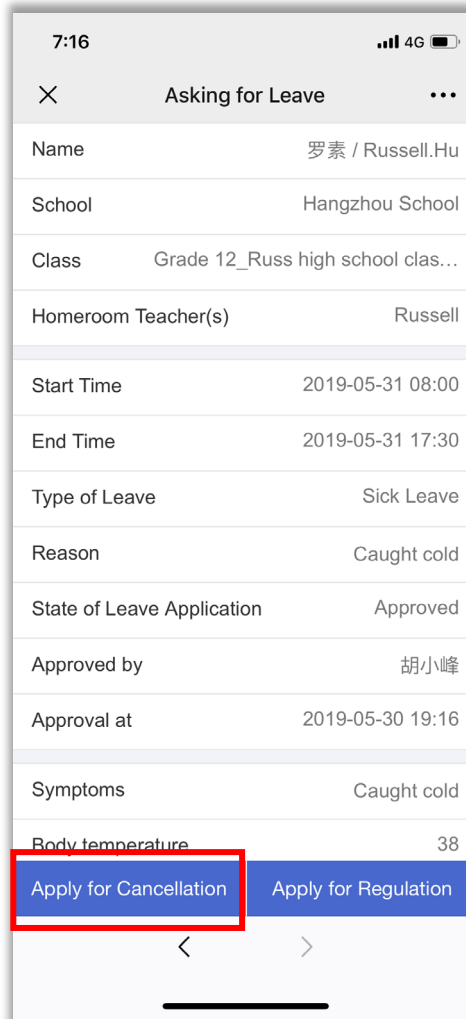 7:16 4G
Asking for Leave
Name 罗素 / Russell.Hu
School Hangzhou School
Class Grade 12_Russ high school clas...
Homeroom Teacher(s) Russell
Start Time 2019-05-31 08:00
End Time 2019-05-31 17:30
Type of Leave Sick Leave
Reason Caught cold
State of Leave Application Approved
Approved by 胡小峰
Approval at 2019-05-30 19:16
Symptoms Caught cold
Body temperature 38
Apply for Cancellation Apply for Regulation